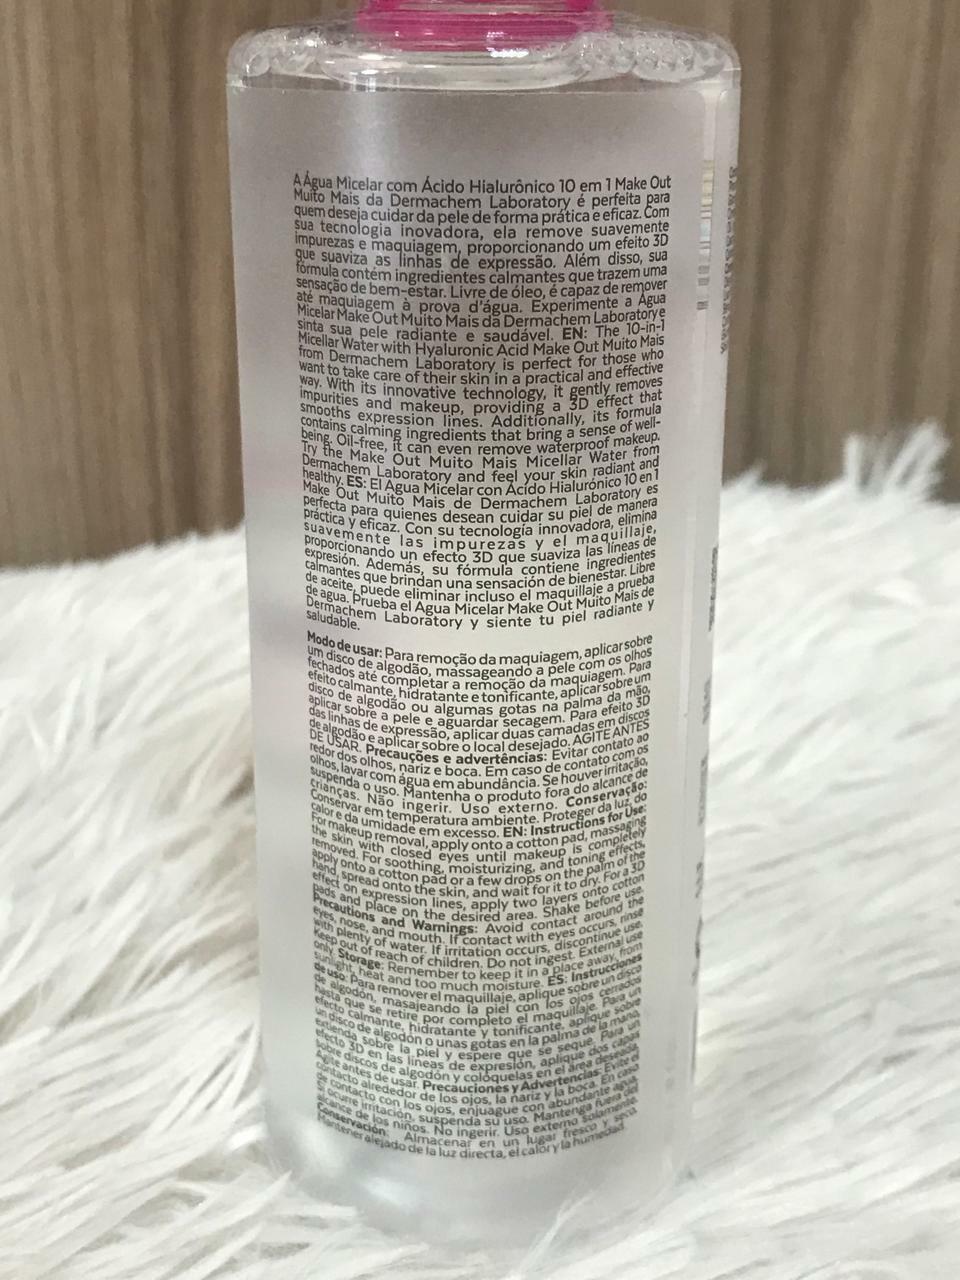 A Água Micelar com Ácido Hialurônico 10 em 1 Make Out
Muito Mais da Dermachem Laboratory é perfeita para
quem deseja cuidar da pele de forma prática e eficaz. Com
sua tecnologia inovadora, ela remove suavemente
impurezas e maquiagem, proporcionando um efeito 3D
que suaviza as linhas de expressão. Além disso, sua
fórmula contém ingredientes calmantes que trazem uma
sensação de bem-estar. Livre de óleo, é capaz de remover
até maquiagem à prova d'água. Experimente a Água
Micelar Make Out Muito Mais da Dermachem Laboratory e
sinta sua pele radiante e saudável. EN: The 10-in-1
Micellar Water with Hyaluronic Acid Make Out Muito Mais
from Dermachem Laboratory is perfect for those who
want to take care of their skin in a practical and effective
way. With its innovative technology, it gently removes
impurities and makeup, providing a 3D effect that
smooths expression lines. Additionally, its formula
contains calming ingredients that bring a sense of well-
being. Oil-free, it can even remove waterproof makeup.
Try the Make Out Muito Mais Micellar Water from
Dermachem Laboratory and feel your skin radiant and
healthy. ES: El Agua Micelar con Ácido Hialurónico 10 en 1
Make Out Muito Mais de Dermachem Laboratory es
perfecta para quienes desean cuidar su piel de manera
práctica y eficaz. Con su tecnología innovadora, elimina
suavemente las impurezas y el maquillaje,
proporcionando un efecto 3D que suaviza las líneas de
expresión. Además, su fórmula contiene ingredientes
calmantes que brindan una sensación de bienestar. Libre
de aceite, puede eliminar incluso el maquillaje a prueba
de agua. Prueba el Agua Micelar Make Out Muito Mais de
Dermachem Laboratory y siente tu piel radiante y
saludable.
Modo de usar: Para remoção da maquiagem, aplicar sobre
um disco de algodão, massageando a pele com os olhos
fechados até completar a remoção da maquiagem. Para
efeito calmante, hidratante e tonificante, aplicar sobre um
disco de algodão ou algumas gotas na palma da mão,
aplicar sobre a pele e aguardar secagem. Para efeito 3D
das linhas de expressão, aplicar duas camadas em discos
de algodão e aplicar sobre o local desejado. AGITE ANTES
DE USAR. Precauções e advertências: Evitar contato ao
redor dos olhos, nariz e boca. Em caso de contato com os
olhos, lavar com água em abundância. Se houver irritação,
suspenda o uso. Mantenha o produto fora do alcance de
crianças. Não ingerir. Uso externo. Conservação:
Conservar em temperatura ambiente. Proteger da luz, do
calor e da umidade em excesso. EN: Instructions for Use:
For makeup removal, apply onto a cotton pad, massaging
the skin with closed eyes until makeup is completely
removed. For soothing, moisturizing, and toning effects,
apply onto a cotton pad or a few drops on the palm of the
hand, spread onto the skin, and wait for it to dry. For a 3D
effect on expression lines, apply two layers onto cotton
pads and place on the desired area. Shake before use.
Precautions and Warnings: Avoid contact around the
eyes, nose, and mouth. If contact with eyes occurs, rinse
with plenty of water. If irritation occurs, discontinue use.
Keep out of reach of children. Do not ingest. External use
only. Storage: Remember to keep it in a place away from
sunlight, heat and too much moisture. ES: Instrucciones
de uso: Para remover el maquillaje, aplique sobre un disco
de algodón, masajeando la piel con los ojos cerrados
hasta que se retire por completo el maquillaje. Para un
efecto calmante, hidratante y tonificante, aplique sobre
un disco de algodón o unas gotas en la palma de la mano,
extienda sobre la piel y espere que se seque. Para un
efecto 3D en las líneas de expresión, aplique dos capas
sobre discos de algodón y colóquelas en el área deseada.
Agite antes de usar. Precauciones y Advertencias: Evite el
contacto alrededor de los ojos, la nariz y la boca. En caso
de contacto con los ojos, enjuague con abundante agua.
Si ocurre irritación, suspenda su uso. Mantenga fuera del
alcance de los niños. No ingerir. Uso externo solamente.
Conservación: Almacenar en un lugar fresco y seco.
Mantener alejado de la luz directa, el calor y la humedad.